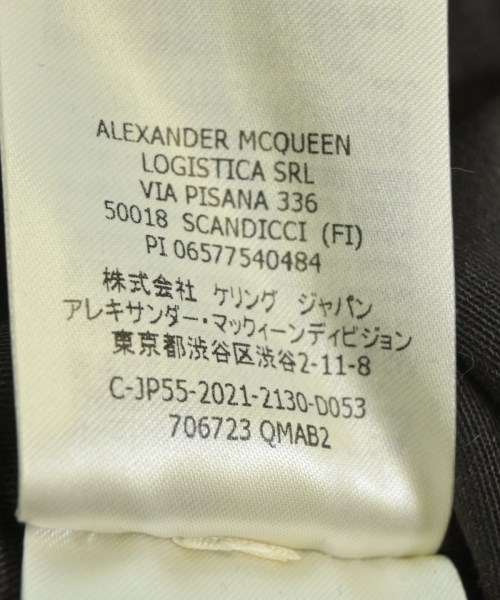 ALEXANDER MCQUEEN
LOGISTICA SRL
VIA PISANA 336
50018 SCANDICCI (FI)
PI 06577540484
株式会社 ケリング ジャパン
アレキサンダー・マックィーンディビジョン
東京都渋谷区渋谷2-11-8
C-JP55-2021-2130-D053
706723 QMAB2